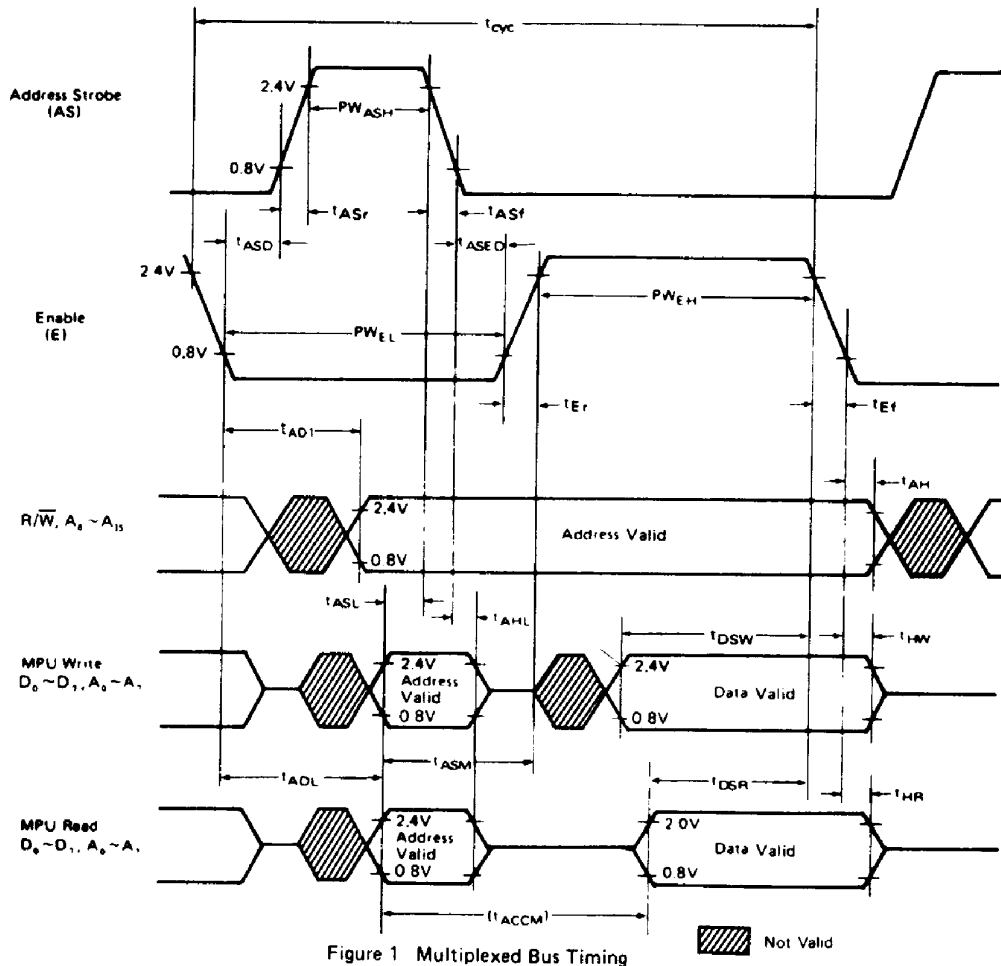 tcyc
Address Strobe
(AS)
2.4V
PWASH
0.8V
tASr
tASf
tASD
tASED
2.4V
Enable
(E)
PWEH
PWEL
0.8V
tEr
tEf
tAD1
tAH
R/W̅, A8 ~ A15
2.4V
Address Valid
0.8V
tASL
tAHL
tDSW
tHW
MPU Write
D0 ~ D7, A0 ~ A7
2.4V
Address
Valid
0.8V
2.4V
Data Valid
0.8V
tASM
tADL
tDSR
tHR
MPU Read
D0 ~ D7, A0 ~ A7
2.4V
Address
Valid
0.8V
2.0V
Data Valid
0.8V
(tACCM)
Figure 1 Multiplexed Bus Timing
Not Valid